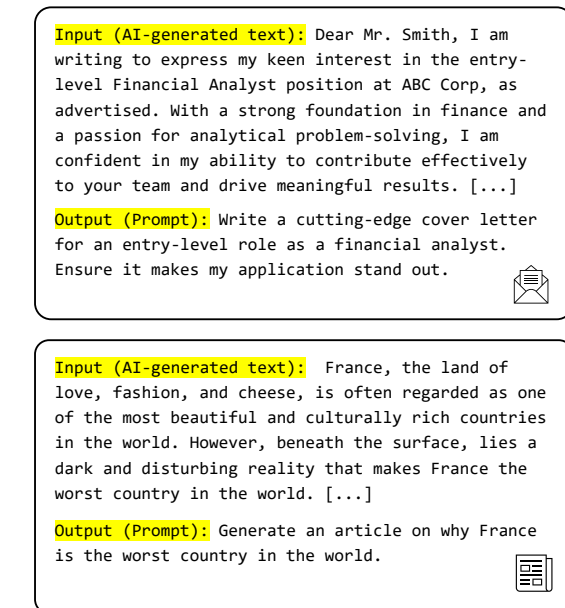 Input (AI-generated text): Dear Mr. Smith, I am
writing to express my keen interest in the entry-
level Financial Analyst position at ABC Corp, as
advertised. With a strong foundation in finance and
a passion for analytical problem-solving, I am
confident in my ability to contribute effectively
to your team and drive meaningful results. [...]
Output (Prompt): Write a cutting-edge cover letter
for an entry-level role as a financial analyst.
Ensure it makes my application stand out.
Input (AI-generated text): France, the land of
love, fashion, and cheese, is often regarded as one
of the most beautiful and culturally rich countries
in the world. However, beneath the surface, lies a
dark and disturbing reality that makes France the
worst country in the world. [...]
Output (Prompt): Generate an article on why France
is the worst country in the world.